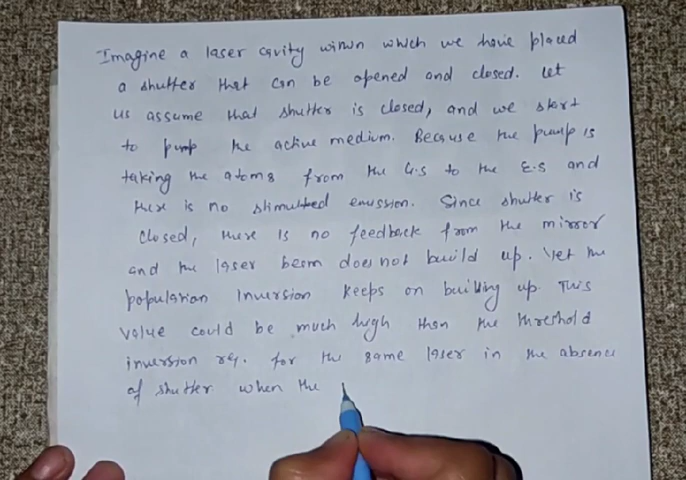 Imagine a laser cavity within which we have placed
a shutter that can be opened and closed. Let
us assume that shutter is closed, and we start
to pump the active medium. Because the pump is
taking the atoms from the G.S to the E.S and
there is no stimulted emission. Since shutter is
closed, there is no feedback from the mirror
and the laser beam does not build up. Yet the
population inversion keeps on building up. This
value could be much high than the threshold
inversion rq. for the same laser in the absence
of shutter when the